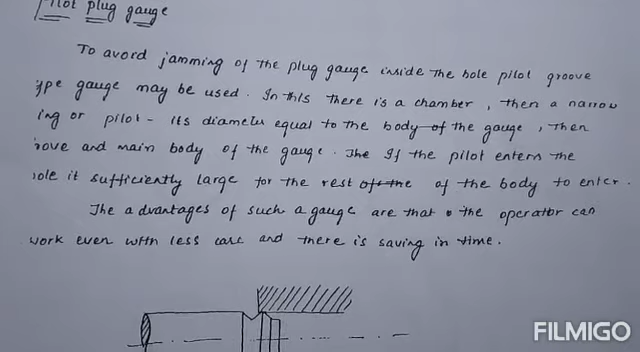 Pilot plug gauge
To avoid jamming of the plug gauge inside the hole pilot groove
ype gauge may be used. In this there is a chamber, then a narrow
ing or pilot - its diameter equal to the body of the gauge, then
rove and main body of the gauge. The If the pilot enters the
ole it sufficiently large for the rest of the of the body to enter.
The advantages of such a gauge are that the operator can
work even with less care and there is saving in time.
FILMIGO